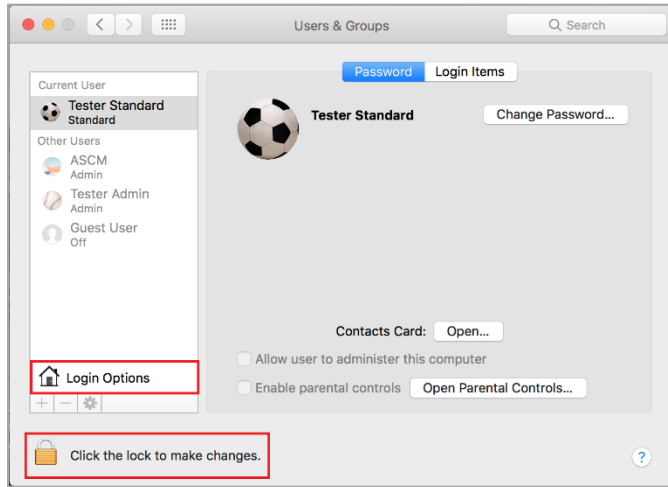 Users & Groups
Search
Password
Login Items
Current User
Tester Standard
Standard
Other Users
ASCM
Admin
Tester Admin
Admin
Guest User
Off
Tester Standard
Change Password...
Contacts Card:
Open...
Allow user to administer this computer
Enable parental controls
Open Parental Controls...
Login Options
+
−
Click the lock to make changes.
?